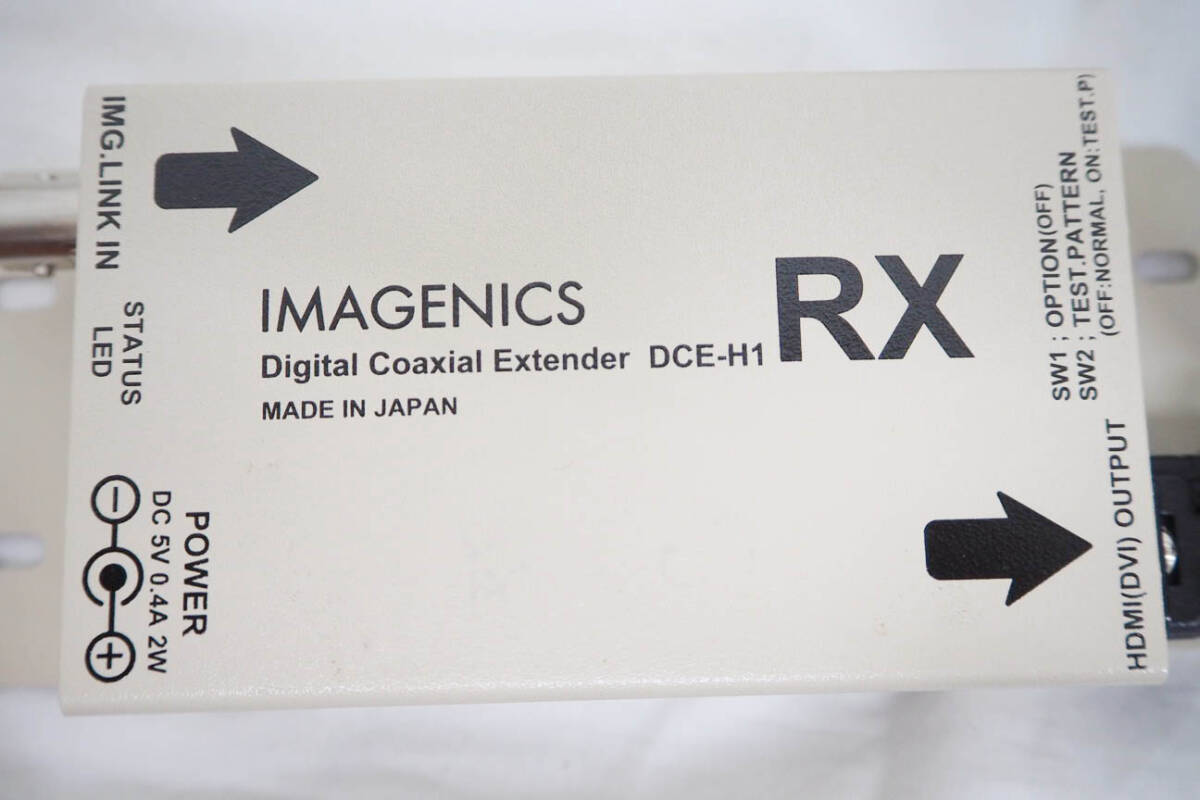 IMG.LINK IN
STATUS
LED
POWER
DC 5V 0.4A 2W
IMAGENICS
Digital Coaxial Extender DCE-H1
RX
MADE IN JAPAN
SW1 ; OPTION(OFF)
SW2 ; TEST.PATTERN
(OFF:NORMAL, ON:TEST.P)
HDMI(DVI) OUTPUT